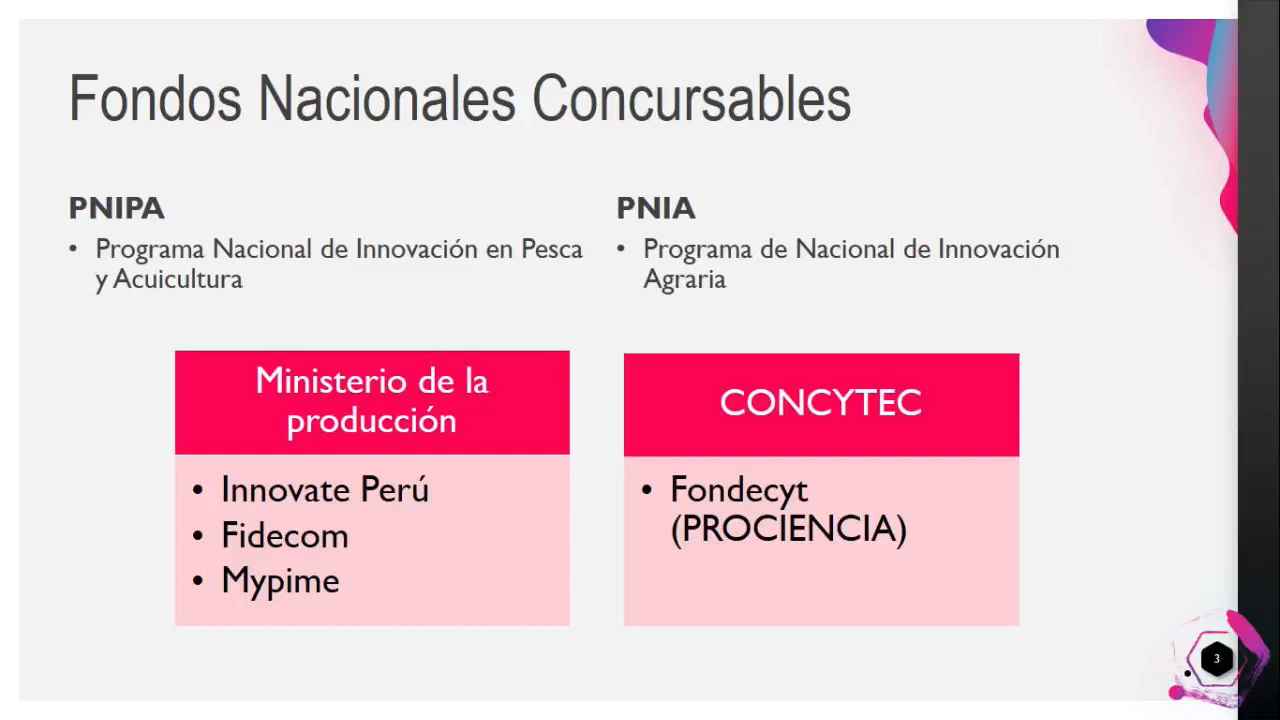 Fondos Nacionales Concursables
PNIPA
• Programa Nacional de Innovación en Pesca
y Acuicultura
PNIA
• Programa de Nacional de Innovación
Agraria
Ministerio de la
producción
• Innovate Perú
• Fidecom
• Mypime
CONCYTEC
• Fondecyt
(PROCIENCIA)
3